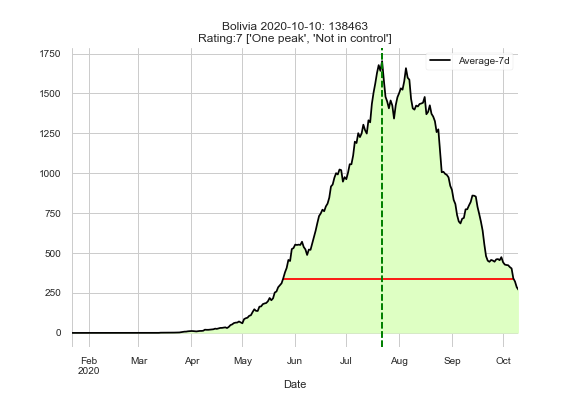 Bolivia 2020-10-10: 138463
Rating:7 ['One peak', 'Not in control']
1750
Average-7d
1500
1250
1000
750
500
250
0
Feb Mar Apr May Jun Jul Aug Sep Oct
2020
Date